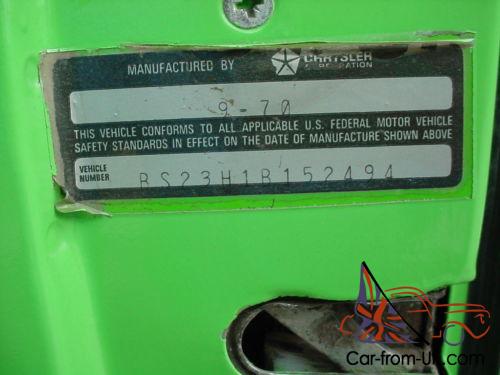 MANUFACTURED BY CHRYSLER CORPORATION
9-70
THIS VEHICLE CONFORMS TO ALL APPLICABLE U.S. FEDERAL MOTOR VEHICLE
SAFETY STANDARDS IN EFFECT ON THE DATE OF MANUFACTURE SHOWN ABOVE
VEHICLE
NUMBER
BS23H1B152494
Car-from-UK.com